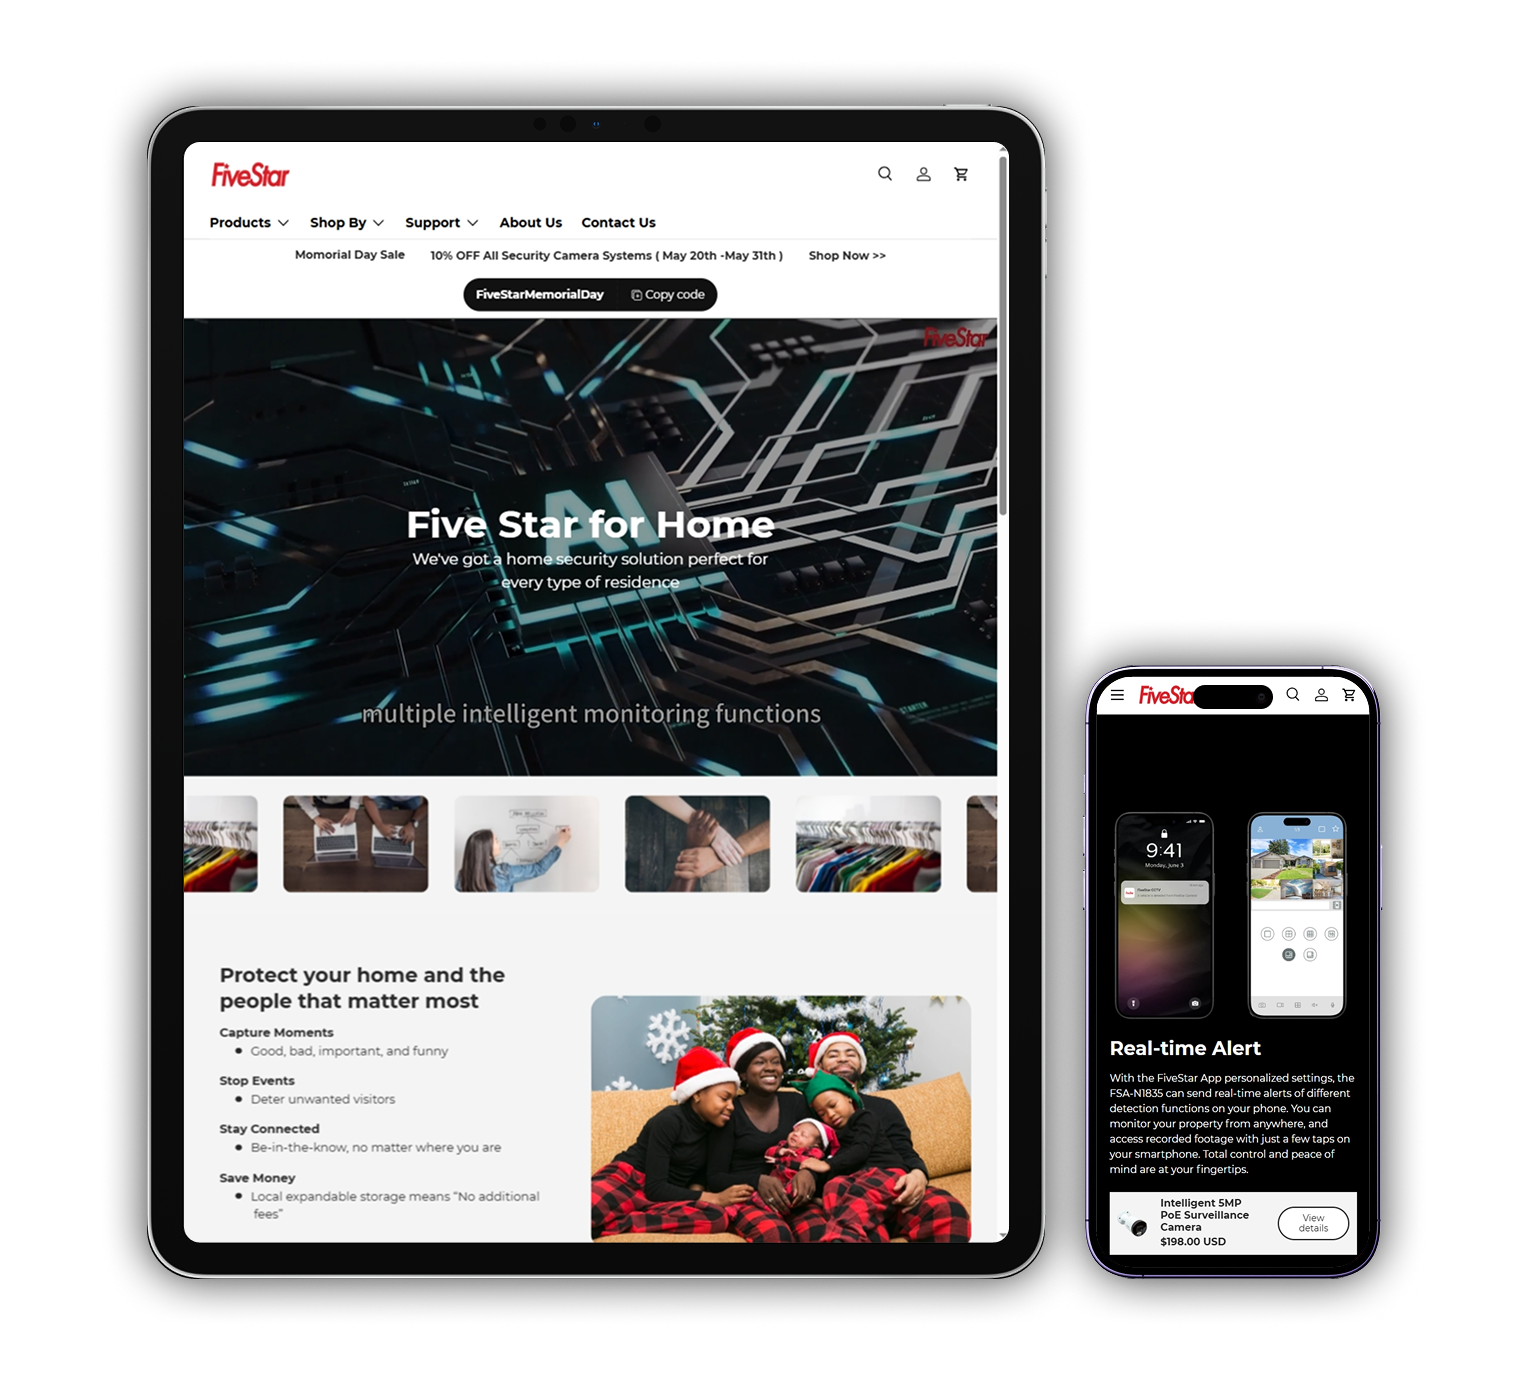 FiveStar
Products Shop By Support About Us Contact Us
Momorial Day Sale 10% OFF All Security Camera Systems ( May 20th -May 31th ) Shop Now >>
FiveStarMemorialDay Copy code
FiveStar
AI
Five Star for Home
We've got a home security solution perfect for
every type of residence
multiple intelligent monitoring functions
STARTER
Protect your home and the
people that matter most
Capture Moments
Good, bad, important, and funny
Stop Events
Deter unwanted visitors
Stay Connected
Be-in-the-know, no matter where you are
Save Money
Local expandable storage means “No additional
fees”
FiveSta
9:41
Monday, June 3
Real-time Alert
With the FiveStar App personalized settings, the
FSA-N1835 can send real-time alerts of different
detection functions on your phone. You can
monitor your property from anywhere, and
access recorded footage with just a few taps on
your smartphone. Total control and peace of
mind are at your fingertips.
Intelligent 5MP
PoE Surveillance
Camera
$198.00 USD
View
details